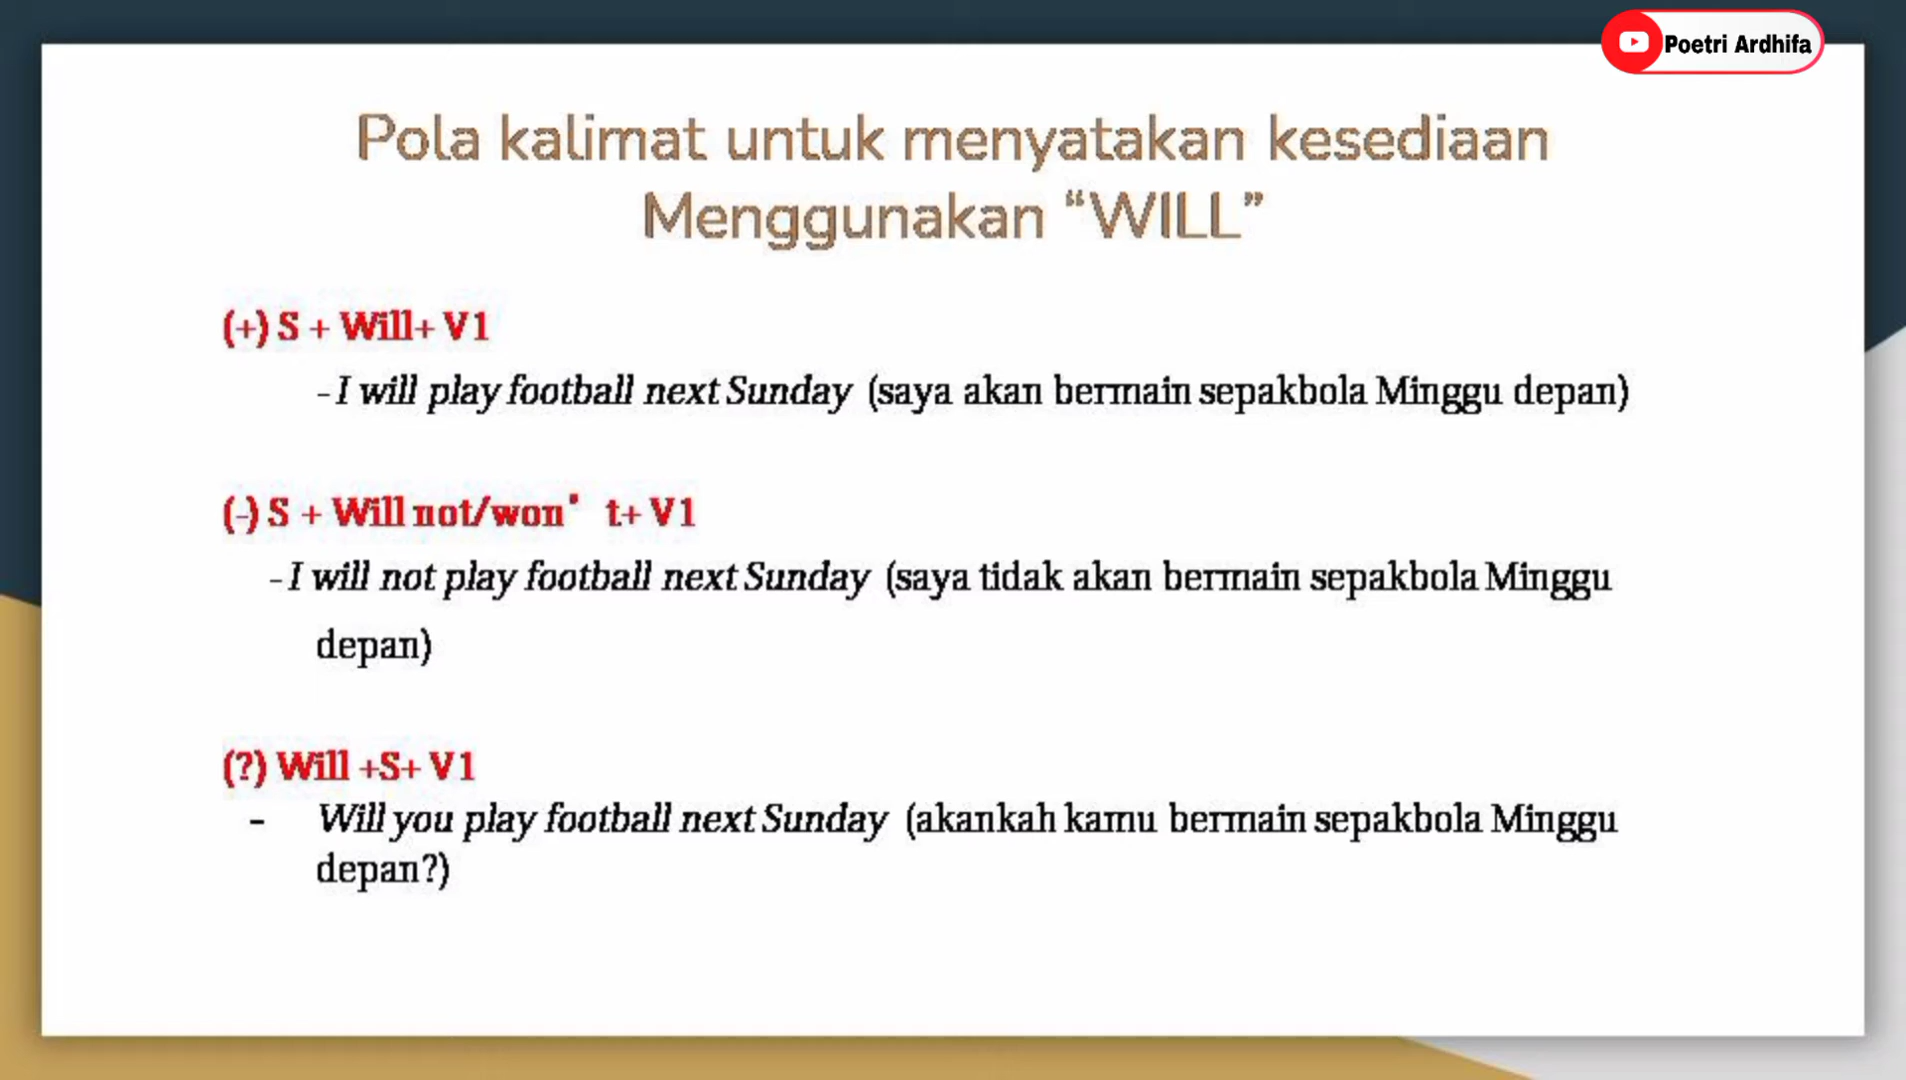 Poetri Ardhifa
Pola kalimat untuk menyatakan kesediaan
Menggunakan “WILL”
(+) S + Will+ V1
- I will play football next Sunday (saya akan bermain sepakbola Minggu depan)
(-) S + Will not/won’ t+ V1
- I will not play football next Sunday (saya tidak akan bermain sepakbola Minggu
depan)
(?) Will +S+ V1
- Will you play football next Sunday (akankah kamu bermain sepakbola Minggu
depan?)